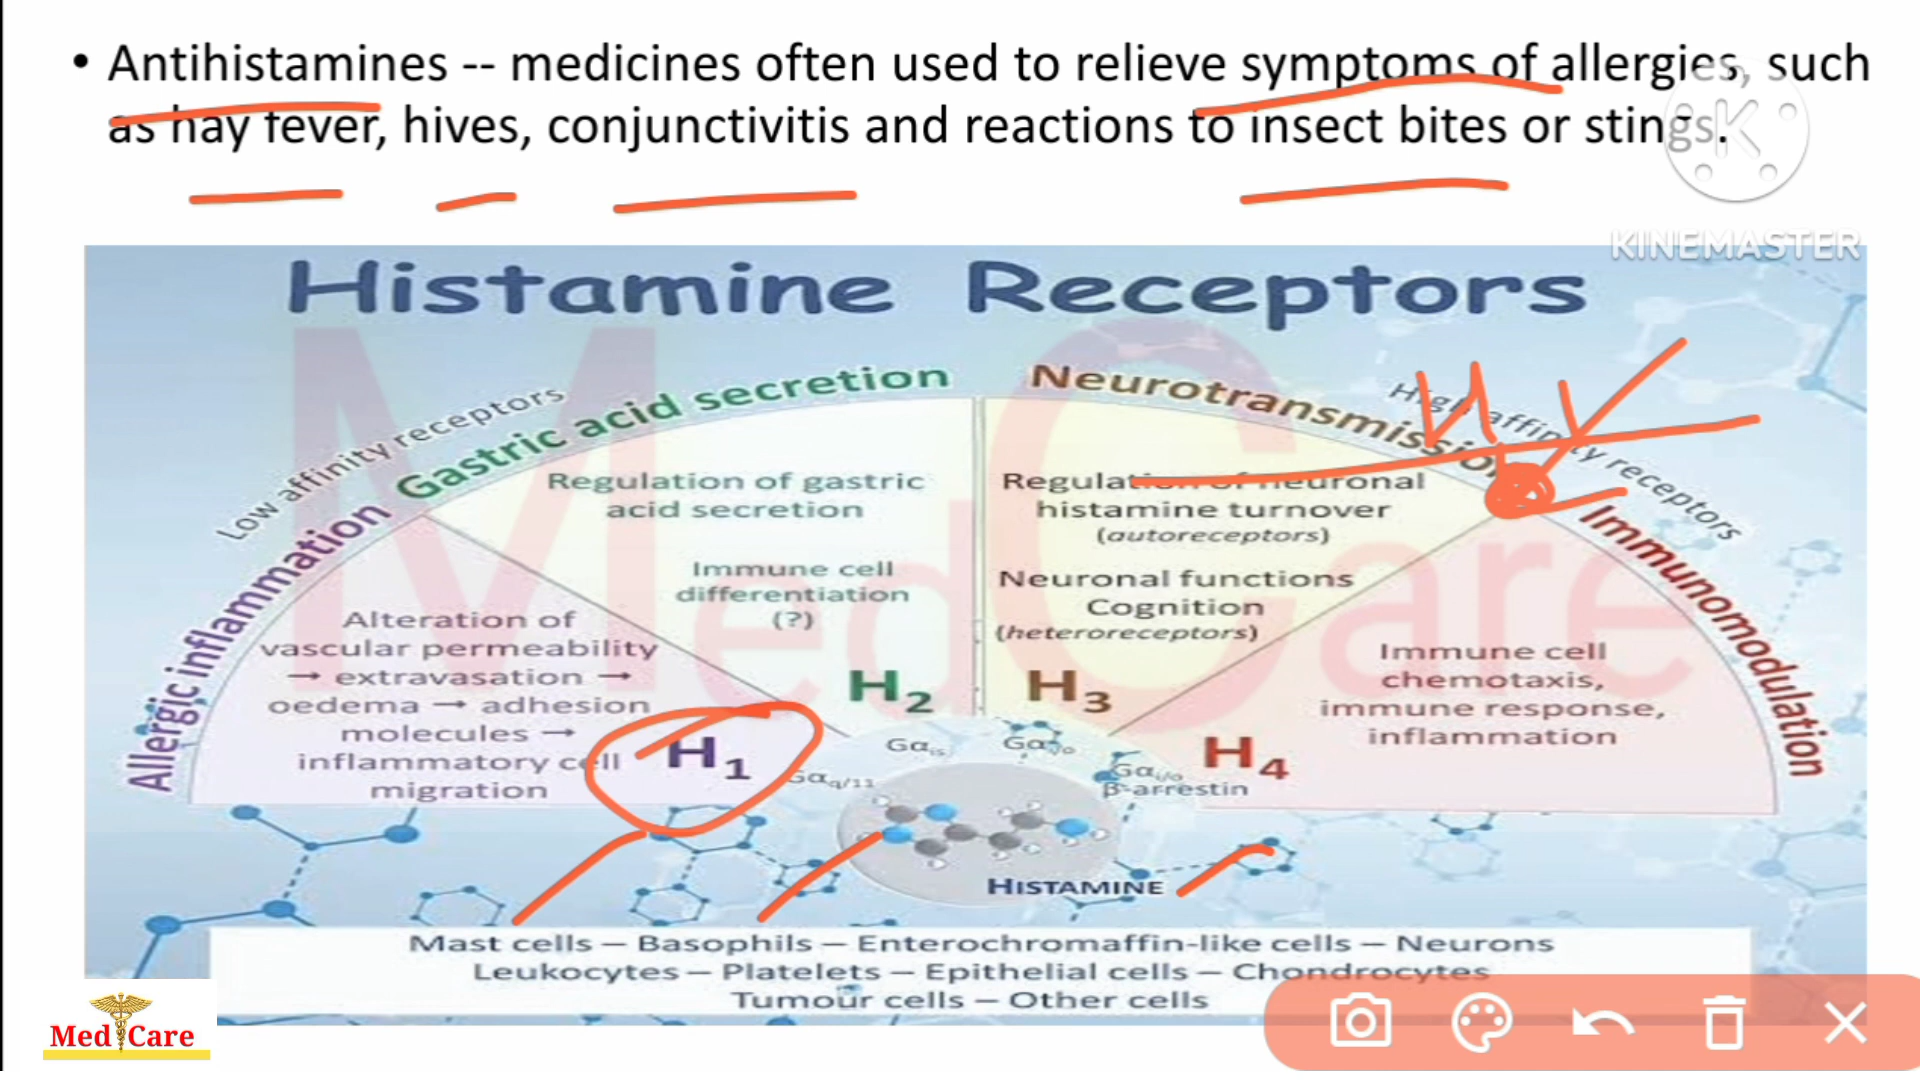 • Antihistamines -- medicines often used to relieve symptoms of allergies, such
as hay fever, hives, conjunctivitis and reactions to insect bites or stings.
K
KINEMASTER
Histamine Receptors
Low affinity receptors
High affinity receptors
Allergic inflammation
Gastric acid secretion
Neurotransmission
Immunomodulation
Alteration of
vascular permeability
→ extravasation →
oedema → adhesion
molecules →
inflammatory cell
migration
H1
Regulation of gastric
acid secretion
Immune cell
differentiation
(?)
H2
Regulation of neuronal
histamine turnover
(autoreceptors)
Neuronal functions
Cognition
(heteroreceptors)
H3
Immune cell
chemotaxis,
immune response,
inflammation
H4
Gαq/11
Gαis
Gαi/o
Gαi/o
β-arrestin
HISTAMINE
MedCare
Mast cells – Basophils – Enterochromaffin-like cells – Neurons
Leukocytes – Platelets – Epithelial cells – Chondrocytes
Tumour cells – Other cells
Med Care